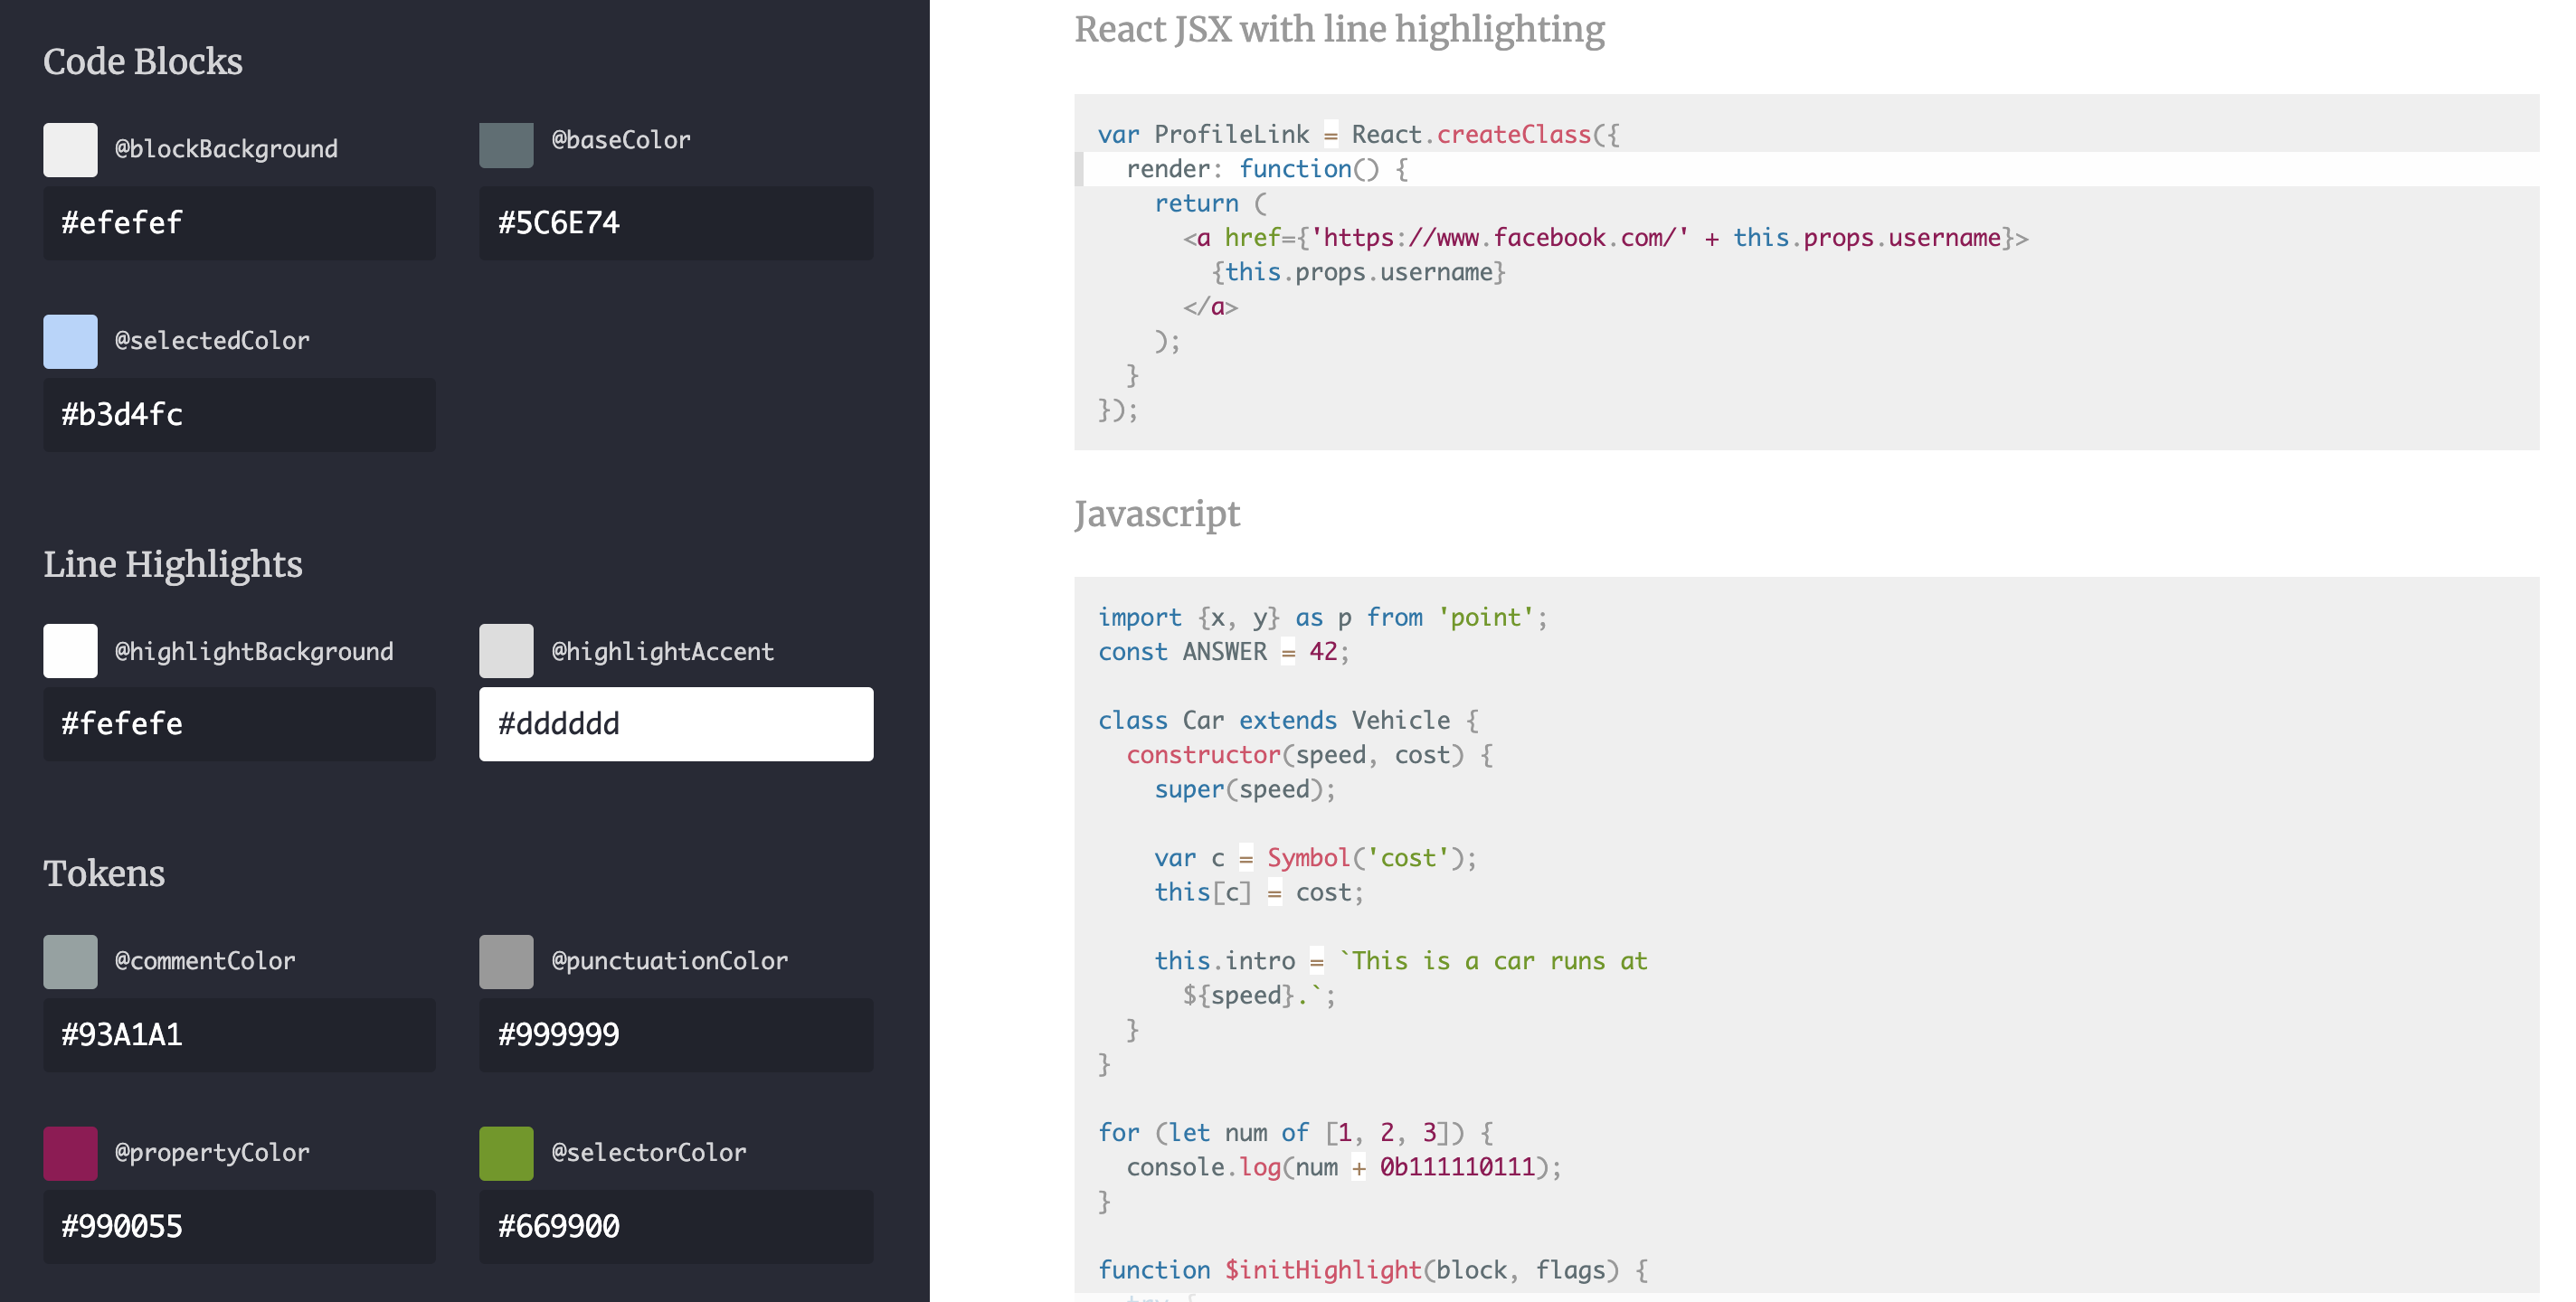 Code Blocks
@blockBackground
@baseColor
#efefef
#5C6E74
@selectedColor
#b3d4fc
Line Highlights
@highlightBackground
@highlightAccent
#fefefe
#dddddd
Tokens
@commentColor
@punctuationColor
#93A1A1
#999999
@propertyColor
@selectorColor
#990055
#669900
React JSX with line highlighting
var ProfileLink = React.createClass({
  render: function() {
    return (
      <a href={'https://www.facebook.com/' + this.props.username}>
        {this.props.username}
      </a>
    );
  }
});
Javascript
import {x, y} as p from 'point';
const ANSWER = 42;
class Car extends Vehicle {
  constructor(speed, cost) {
    super(speed);
    var c = Symbol('cost');
    this[c] = cost;
    this.intro = `This is a car runs at
      ${speed}.`;
  }
}
for (let num of [1, 2, 3]) {
  console.log(num + 0b111110111);
}
function $initHighlight(block, flags) {